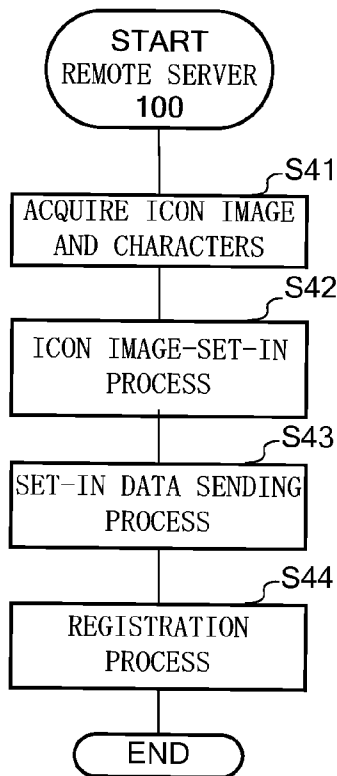 START
REMOTE SERVER
100
S41
ACQUIRE ICON IMAGE
AND CHARACTERS
S42
ICON IMAGE-SET-IN
PROCESS
S43
SET-IN DATA SENDING
PROCESS
S44
REGISTRATION
PROCESS
END